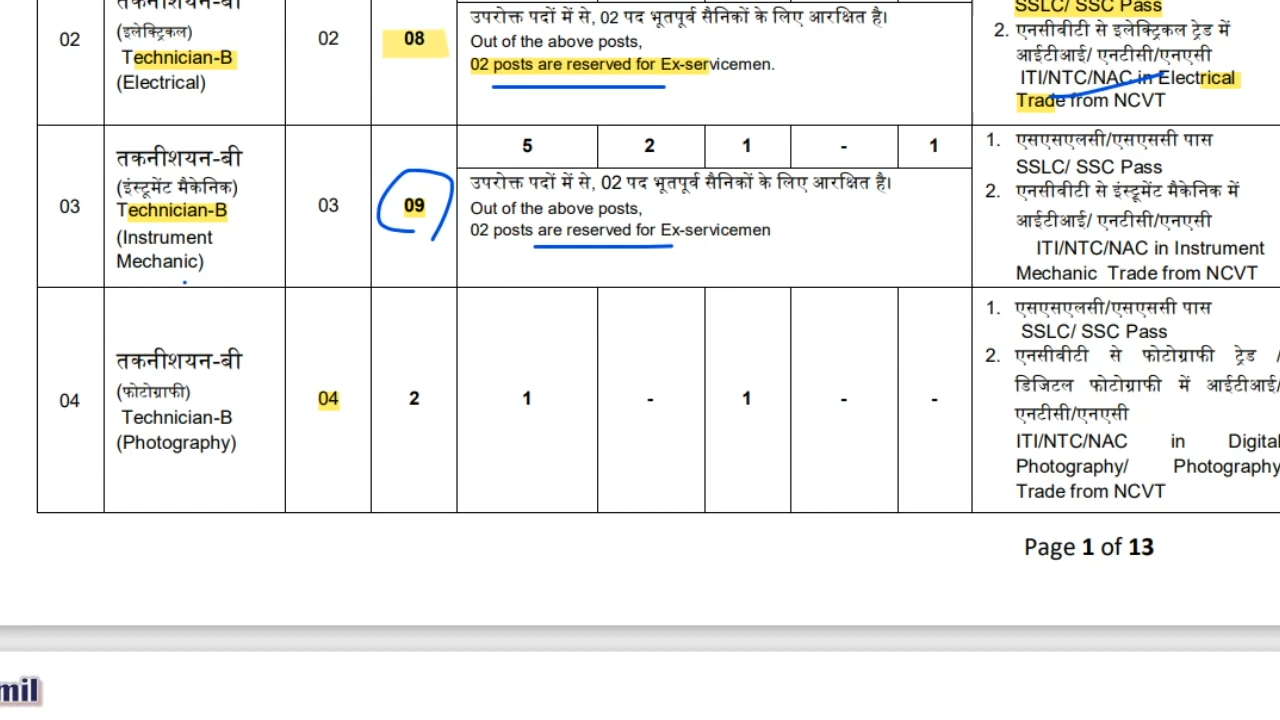 तकनीशयन-बी
(इलेक्ट्रिकल)
Technician-B
(Electrical)
02
02
08
उपरोक्त पदों में से, 02 पद भूतपूर्व सैनिकों के लिए आरक्षित है।
Out of the above posts,
02 posts are reserved for Ex-servicemen.
SSLC/ SSC Pass
2. एनसीवीटी से इलेक्ट्रिकल ट्रेड में
आईटीआई/ एनटीसी/एनएसी
ITI/NTC/NAC in Electrical
Trade from NCVT
03
तकनीशयन-बी
(इंस्टूमेंट मैकेनिक)
Technician-B
(Instrument
Mechanic)
03
09
5 2 1 - 1
उपरोक्त पदों में से, 02 पद भूतपूर्व सैनिकों के लिए आरक्षित है।
Out of the above posts,
02 posts are reserved for Ex-servicemen
1. एसएसएलसी/एसएससी पास
SSLC/ SSC Pass
2. एनसीवीटी से इंस्टूमेंट मैकेनिक में
आईटीआई/ एनटीसी/एनएसी
ITI/NTC/NAC in Instrument
Mechanic Trade from NCVT
04
तकनीशयन-बी
(फोटोग्राफी)
Technician-B
(Photography)
04
2
1 - 1 - -
1. एसएसएलसी/एसएससी पास
SSLC/ SSC Pass
2. एनसीवीटी से फोटोग्राफी ट्रेड /
डिजिटल फोटोग्राफी में आईटीआई/
एनटीसी/एनएसी
ITI/NTC/NAC in Digital
Photography/ Photography
Trade from NCVT
Page 1 of 13
mil